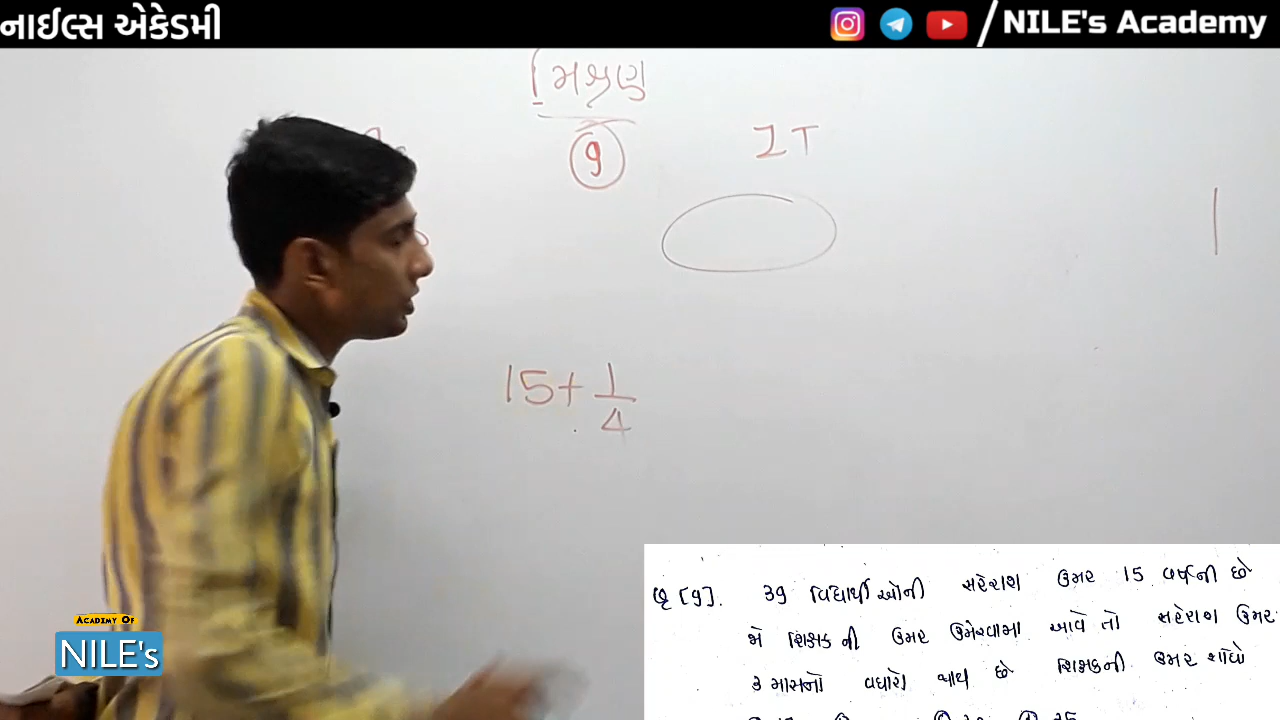 નાઈલ્સ એકેડમી
/NILE's Academy
મિશ્રણ
9
IT
15+ 1/4
ACADEMY OF
NILE's
પ્ર [9]. 39 વિદ્યાર્થીઓની સરેરાશ ઉમર 15 વર્ષની છે
જો શિક્ષક ની ઉમર ઉમેરવામા આવે તો સરેરાશ ઉમર
3 માસનો વધારો થાય છે શિક્ષકની ઉમર શોધો